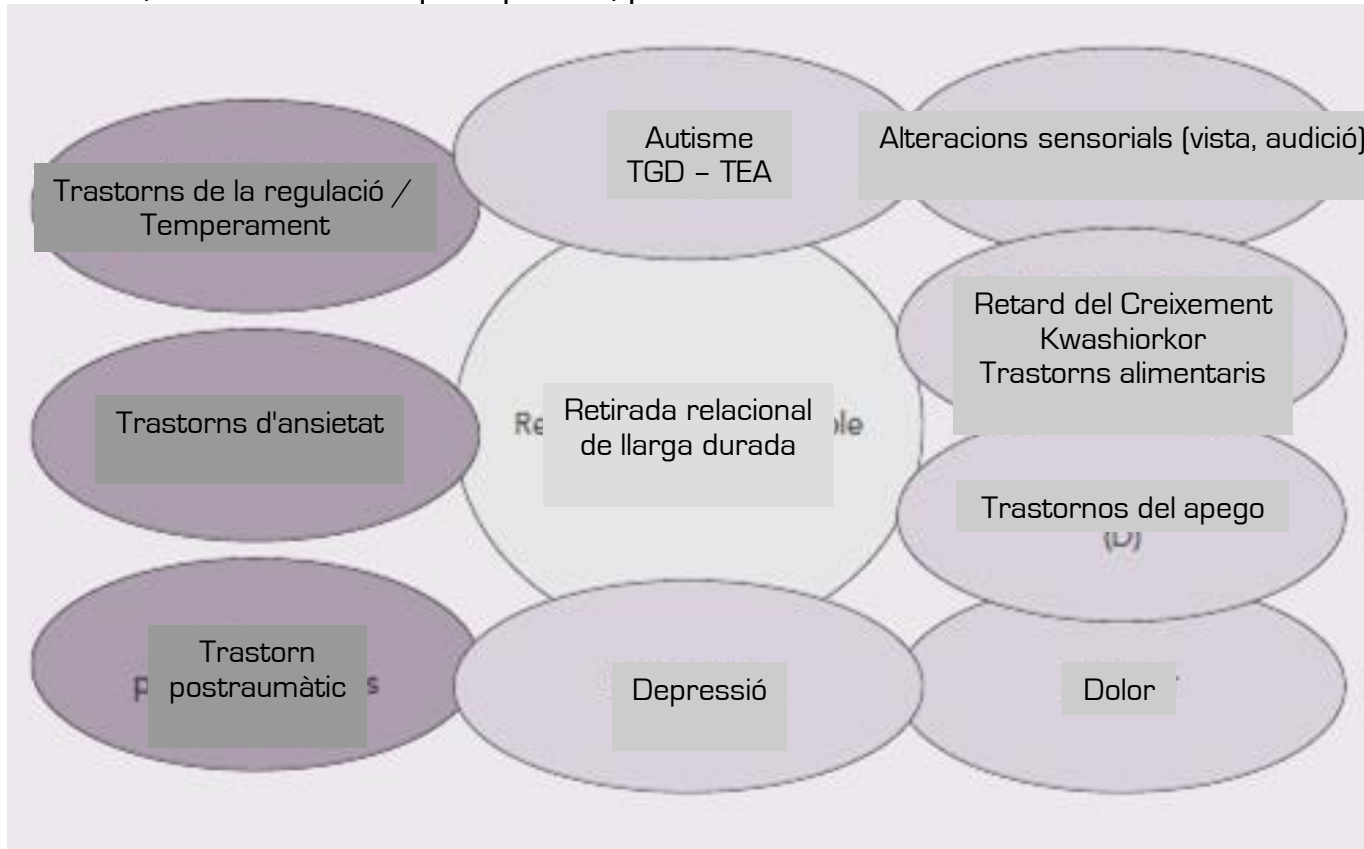 Autisme
TGD – TEA
Alteracions sensorials (vista, audició)
Trastorns de la regulació /
Temperament
Retard del Creixement
Kwashiorkor
Trastorns alimentaris
Trastorns d'ansietat
Retirada relacional
de llarga durada
Trastornos del apego
(D)
Trastorn
postraumàtic
Depressió
Dolor